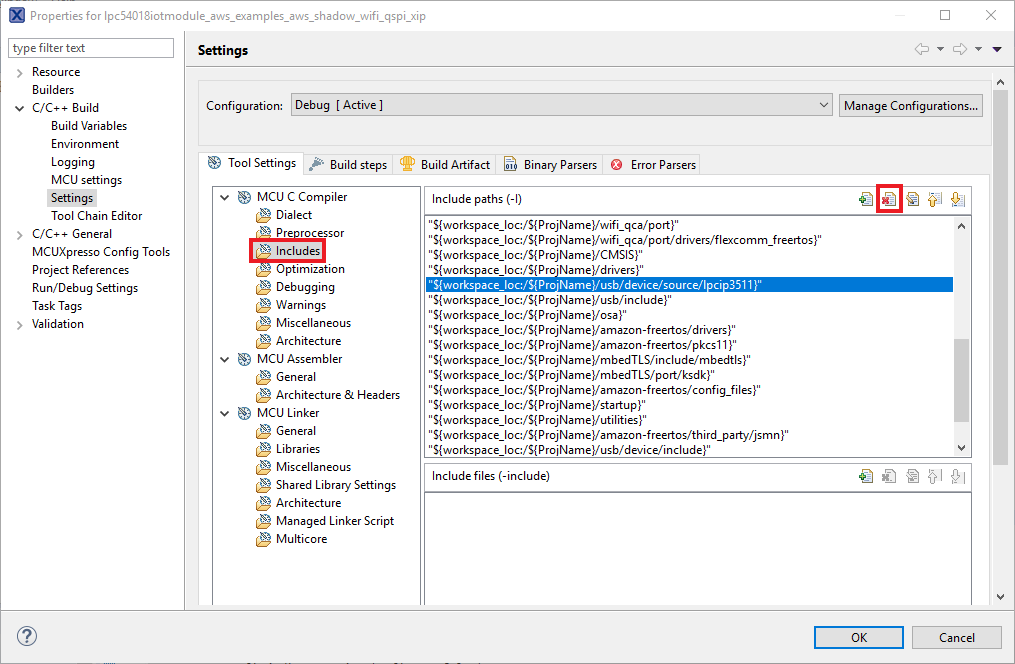 Properties for lpc54018iotmodule_aws_examples_aws_shadow_wifi_qspi_xip
type filter text
Resource
Builders
C/C++ Build
Build Variables
Environment
Logging
MCU settings
Settings
Tool Chain Editor
C/C++ General
MCUXpresso Config Tools
Project References
Run/Debug Settings
Task Tags
Validation
Settings
Configuration:
Debug [ Active ]
Manage Configurations...
Tool Settings
Build steps
Build Artifact
Binary Parsers
Error Parsers
MCU C Compiler
Dialect
Preprocessor
Includes
Optimization
Debugging
Warnings
Miscellaneous
Architecture
MCU Assembler
General
Architecture & Headers
MCU Linker
General
Libraries
Miscellaneous
Shared Library Settings
Architecture
Managed Linker Script
Multicore
Include paths (-I)
"${workspace_loc:/${ProjName}/wifi_qca/port}"
"${workspace_loc:/${ProjName}/wifi_qca/port/drivers/flexcomm_freertos}"
"${workspace_loc:/${ProjName}/CMSIS}"
"${workspace_loc:/${ProjName}/drivers}"
"${workspace_loc:/${ProjName}/usb/device/source/lpcip3511}"
"${workspace_loc:/${ProjName}/usb/include}"
"${workspace_loc:/${ProjName}/osa}"
"${workspace_loc:/${ProjName}/amazon-freertos/drivers}"
"${workspace_loc:/${ProjName}/amazon-freertos/pkcs11}"
"${workspace_loc:/${ProjName}/mbedTLS/include/mbedtls}"
"${workspace_loc:/${ProjName}/mbedTLS/port/ksdk}"
"${workspace_loc:/${ProjName}/amazon-freertos/config_files}"
"${workspace_loc:/${ProjName}/startup}"
"${workspace_loc:/${ProjName}/utilities}"
"${workspace_loc:/${ProjName}/amazon-freertos/third_party/jsmn}"
"${workspace_loc:/${ProjName}/usb/device/include}"
Include files (-include)
OK
Cancel